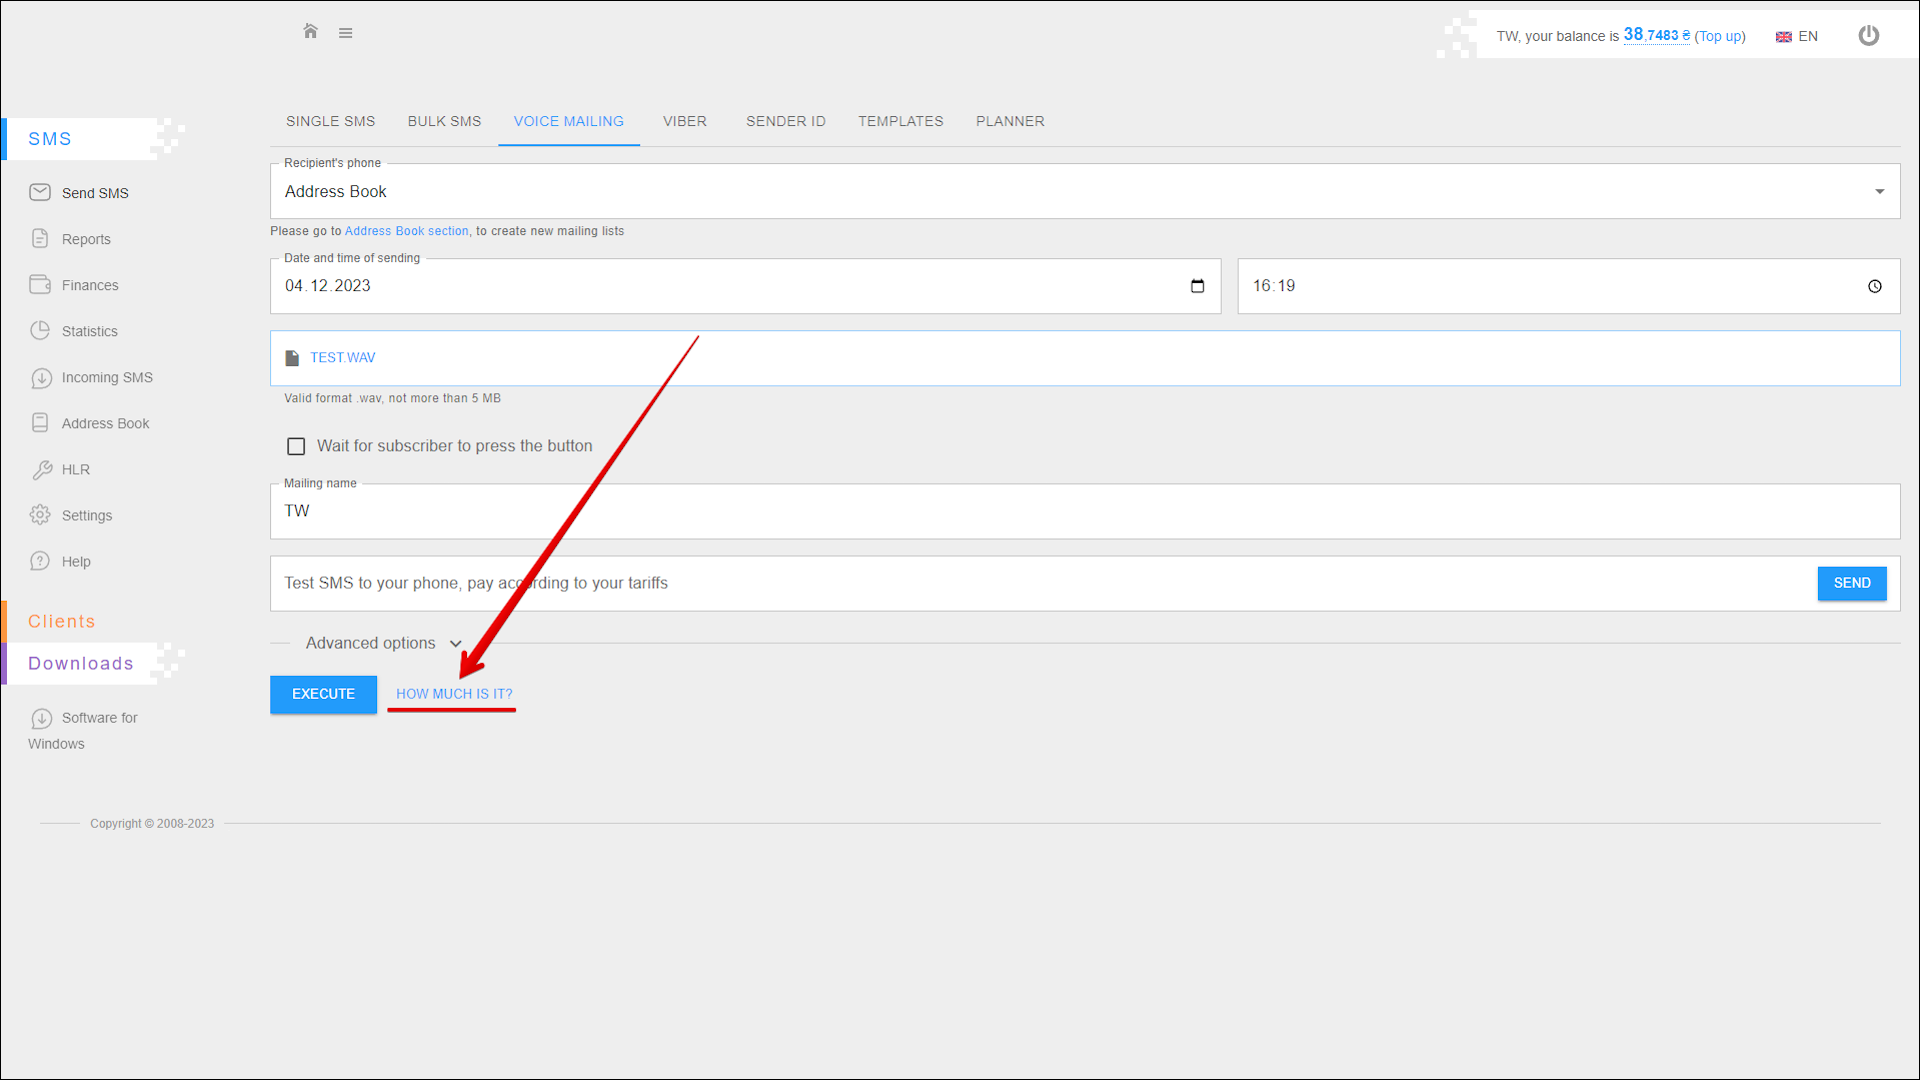 TW, your balance is 38,7483 ₴ (Top up) EN
SMS
Send SMS
Reports
Finances
Statistics
Incoming SMS
Address Book
HLR
Settings
Help
Clients
Downloads
Software for
Windows
SINGLE SMS BULK SMS VOICE MAILING VIBER SENDER ID TEMPLATES PLANNER
Recipient's phone
Address Book
Please go to Address Book section, to create new mailing lists
Date and time of sending
04.12.2023 16:19
TEST.WAV
Valid format .wav, not more than 5 MB
Wait for subscriber to press the button
Mailing name
TW
Test SMS to your phone, pay according to your tariffs SEND
Advanced options
EXECUTE HOW MUCH IS IT?
Copyright © 2008-2023